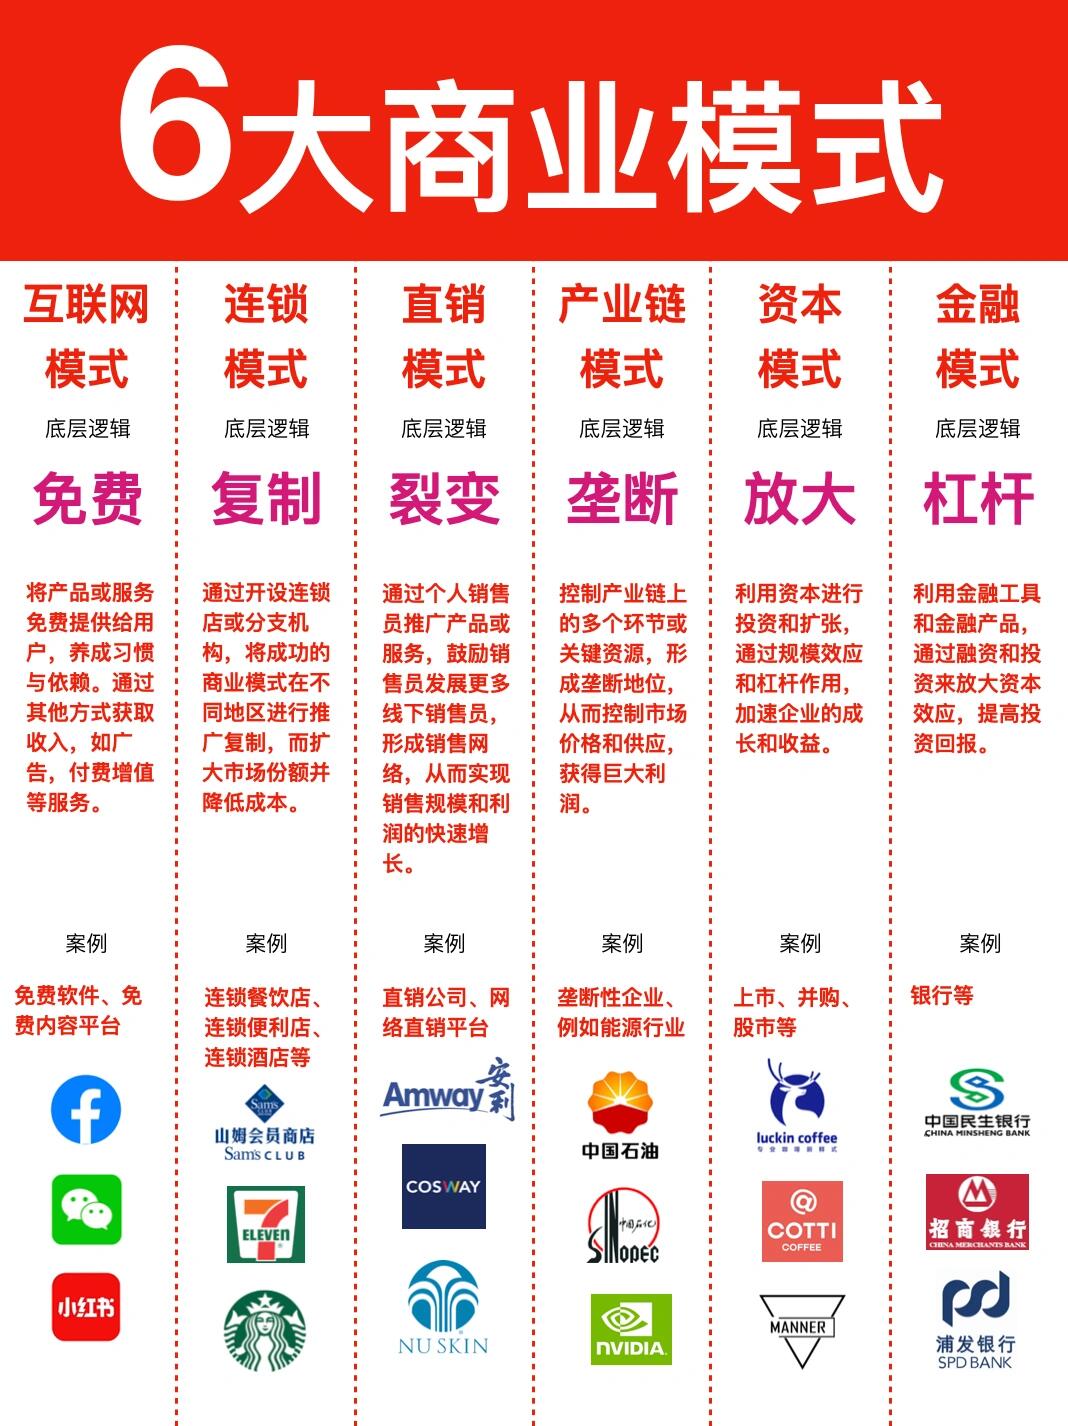 6大商业模式
互联网
模式
底层逻辑
免费
将产品或服务
免费提供给用
户，养成习惯
与依赖。通过
其他方式获取
收入，如广
告，付费增值
等服务。
案例
免费软件、免
费内容平台
小红书
连锁
模式
底层逻辑
复制
通过开设连锁
店或分支机
构，将成功的
商业模式在不
同地区进行推
广复制，而扩
大市场份额并
降低成本。
案例
连锁餐饮店、
连锁便利店、
连锁酒店等
Sam's
CLUB
山姆会员商店
Sam's CLUB
7
ELEVEN
直销
模式
底层逻辑
裂变
通过个人销售
员推广产品或
服务，鼓励销
售员发展更多
线下销售员，
形成销售网
络，从而实现
销售规模和利
润的快速增
长。
案例
直销公司、网
络直销平台
Amway 安利
COSWAY
NU SKIN
产业链
模式
底层逻辑
垄断
控制产业链上
的多个环节或
关键资源，形
成垄断地位，
从而控制市场
价格和供应，
获得巨大利
润。
案例
垄断性企业、
例如能源行业
中国石油
中国石化
SINOPEC
NVIDIA
资本
模式
底层逻辑
放大
利用资本进行
投资和扩张，
通过规模效应
和杠杆作用，
加速企业的成
长和收益。
案例
上市、并购、
股市等
luckin coffee
专业咖啡新鲜式
@
COTTI
COFFEE
MANNER
金融
模式
底层逻辑
杠杆
利用金融工具
和金融产品，
通过融资和投
资来放大资本
效应，提高投
资回报。
案例
银行等
中国民生银行
CHINA MINSHENG BANK
招商银行
CHINA MERCHANTS BANK
浦发银行
SPD BANK